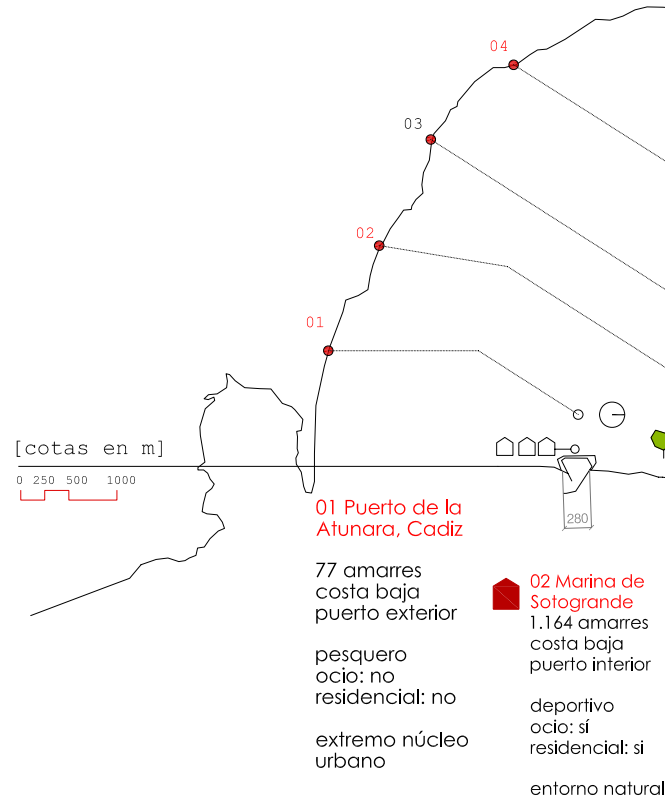 04
03
02
01
[cotas en m]
0 250 500 1000
280
01 Puerto de la
Atunara, Cadiz
77 amarres
costa baja
puerto exterior
pesquero
ocio: no
residencial: no
extremo núcleo
urbano
02 Marina de
Sotogrande
1.164 amarres
costa baja
puerto interior
deportivo
ocio: sí
residencial: si
entorno natural